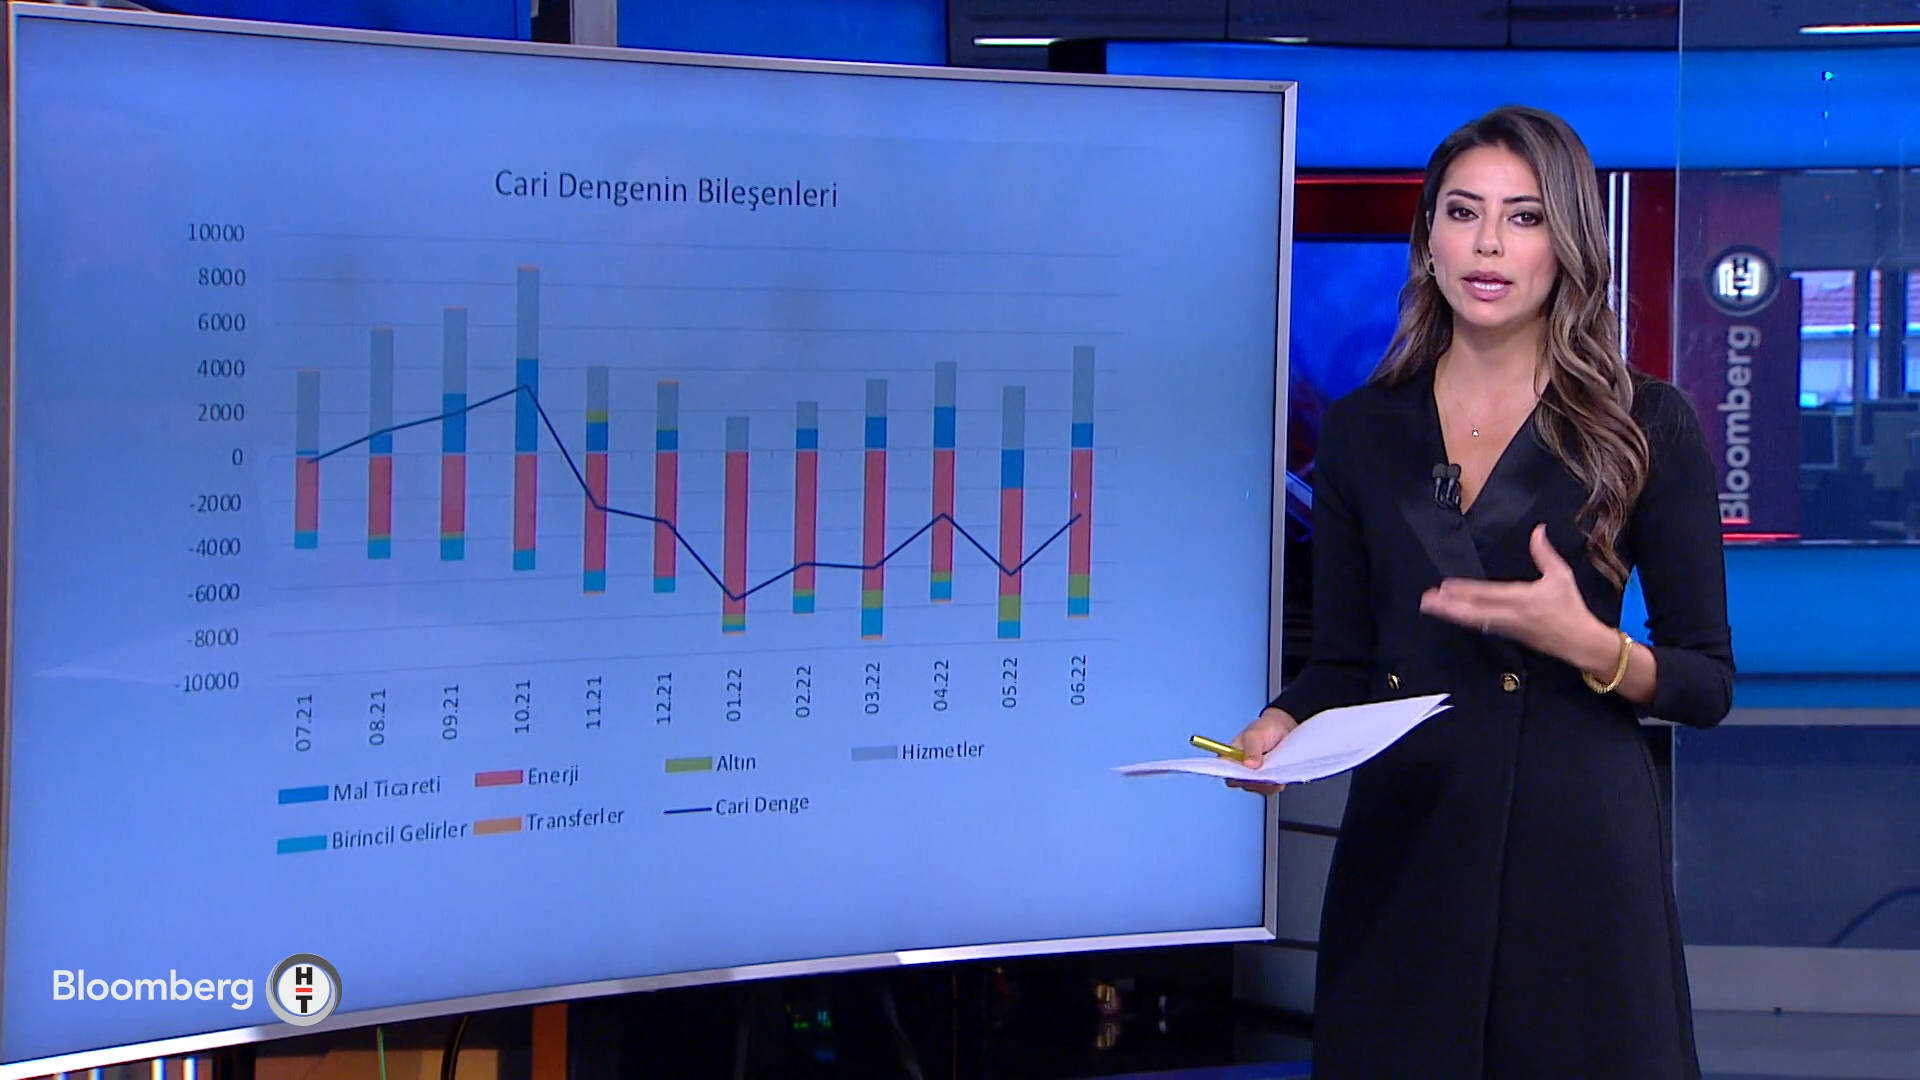 Cari Dengenin Bileşenleri
10000
8000
6000
4000
2000
0
-2000
-4000
-6000
-8000
-10000
07.21 08.21 09.21 10.21 11.21 12.21 01.22 02.22 03.22 04.22 05.22 06.22
Mal Ticareti Enerji Altın Hizmetler
Birincil Gelirler Transferler Cari Denge
Bloomberg HT
Bloomberg HT